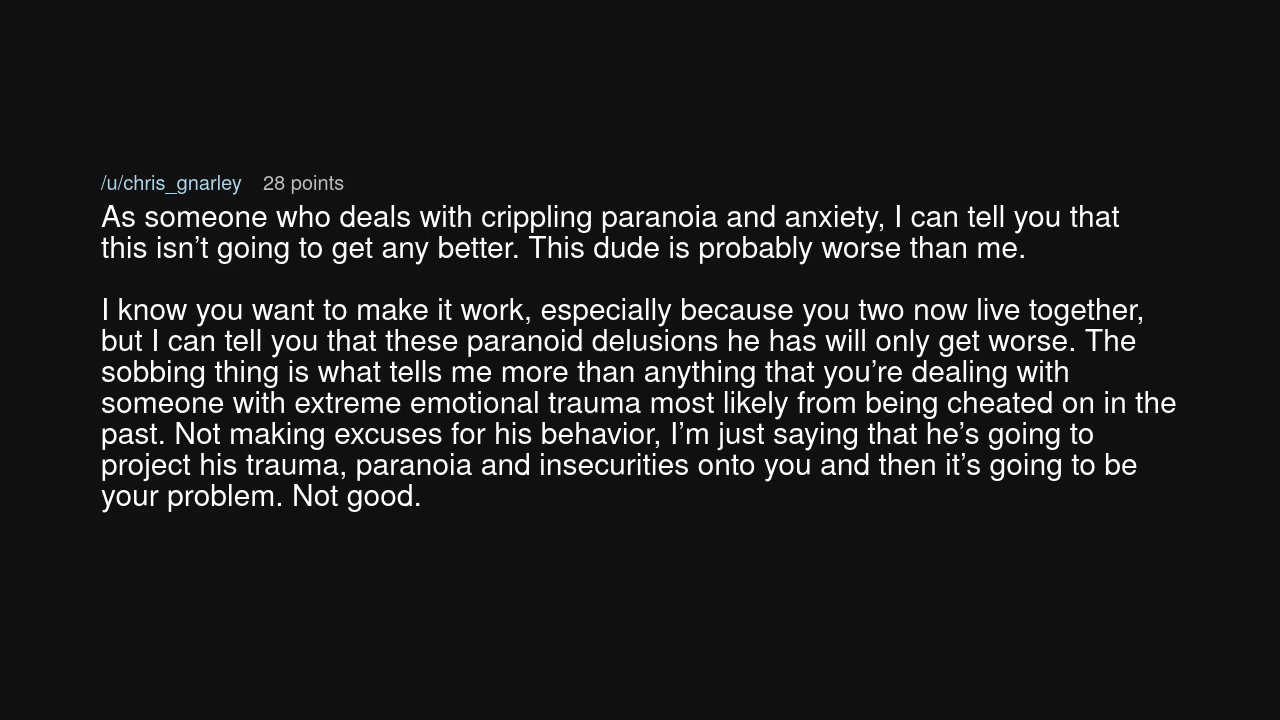 /u/chris_gnarley 28 points
As someone who deals with crippling paranoia and anxiety, I can tell you that
this isn’t going to get any better. This dude is probably worse than me.
I know you want to make it work, especially because you two now live together,
but I can tell you that these paranoid delusions he has will only get worse. The
sobbing thing is what tells me more than anything that you’re dealing with
someone with extreme emotional trauma most likely from being cheated on in the
past. Not making excuses for his behavior, I’m just saying that he’s going to
project his trauma, paranoia and insecurities onto you and then it’s going to be
your problem. Not good.